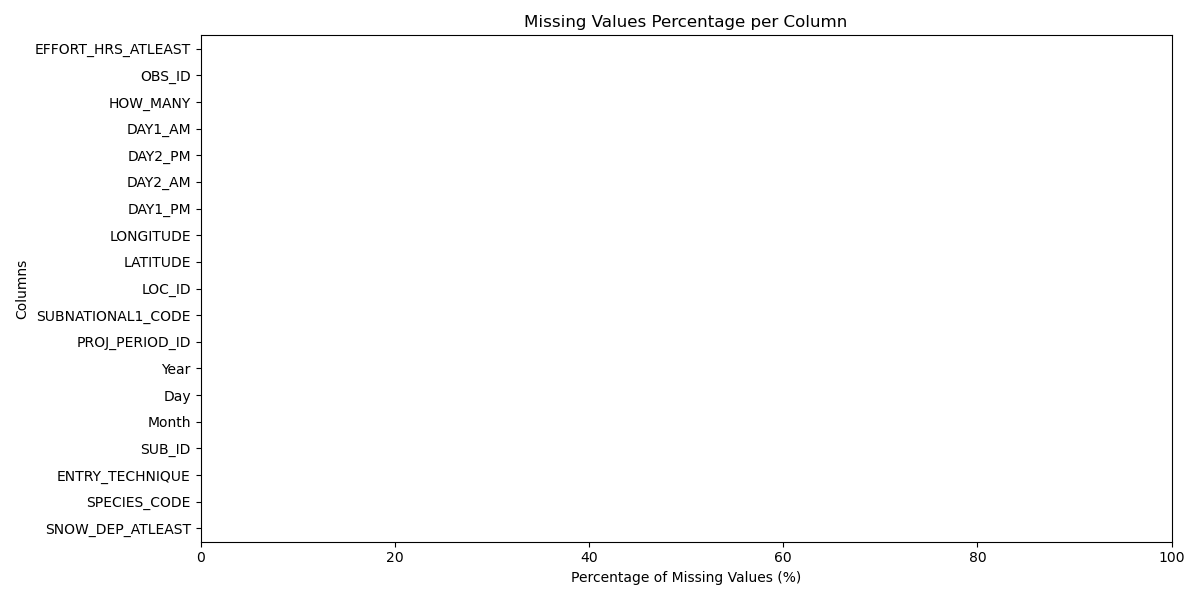 Missing Values Percentage per Column
EFFORT_HRS_ATLEAST
OBS_ID
HOW_MANY
DAY1_AM
DAY2_PM
DAY2_AM
DAY1_PM
LONGITUDE
LATITUDE
LOC_ID
SUBNATIONAL1_CODE
PROJ_PERIOD_ID
Year
Day
Month
SUB_ID
ENTRY_TECHNIQUE
SPECIES_CODE
SNOW_DEP_ATLEAST
Columns
0 20 40 60 80 100
Percentage of Missing Values (%)